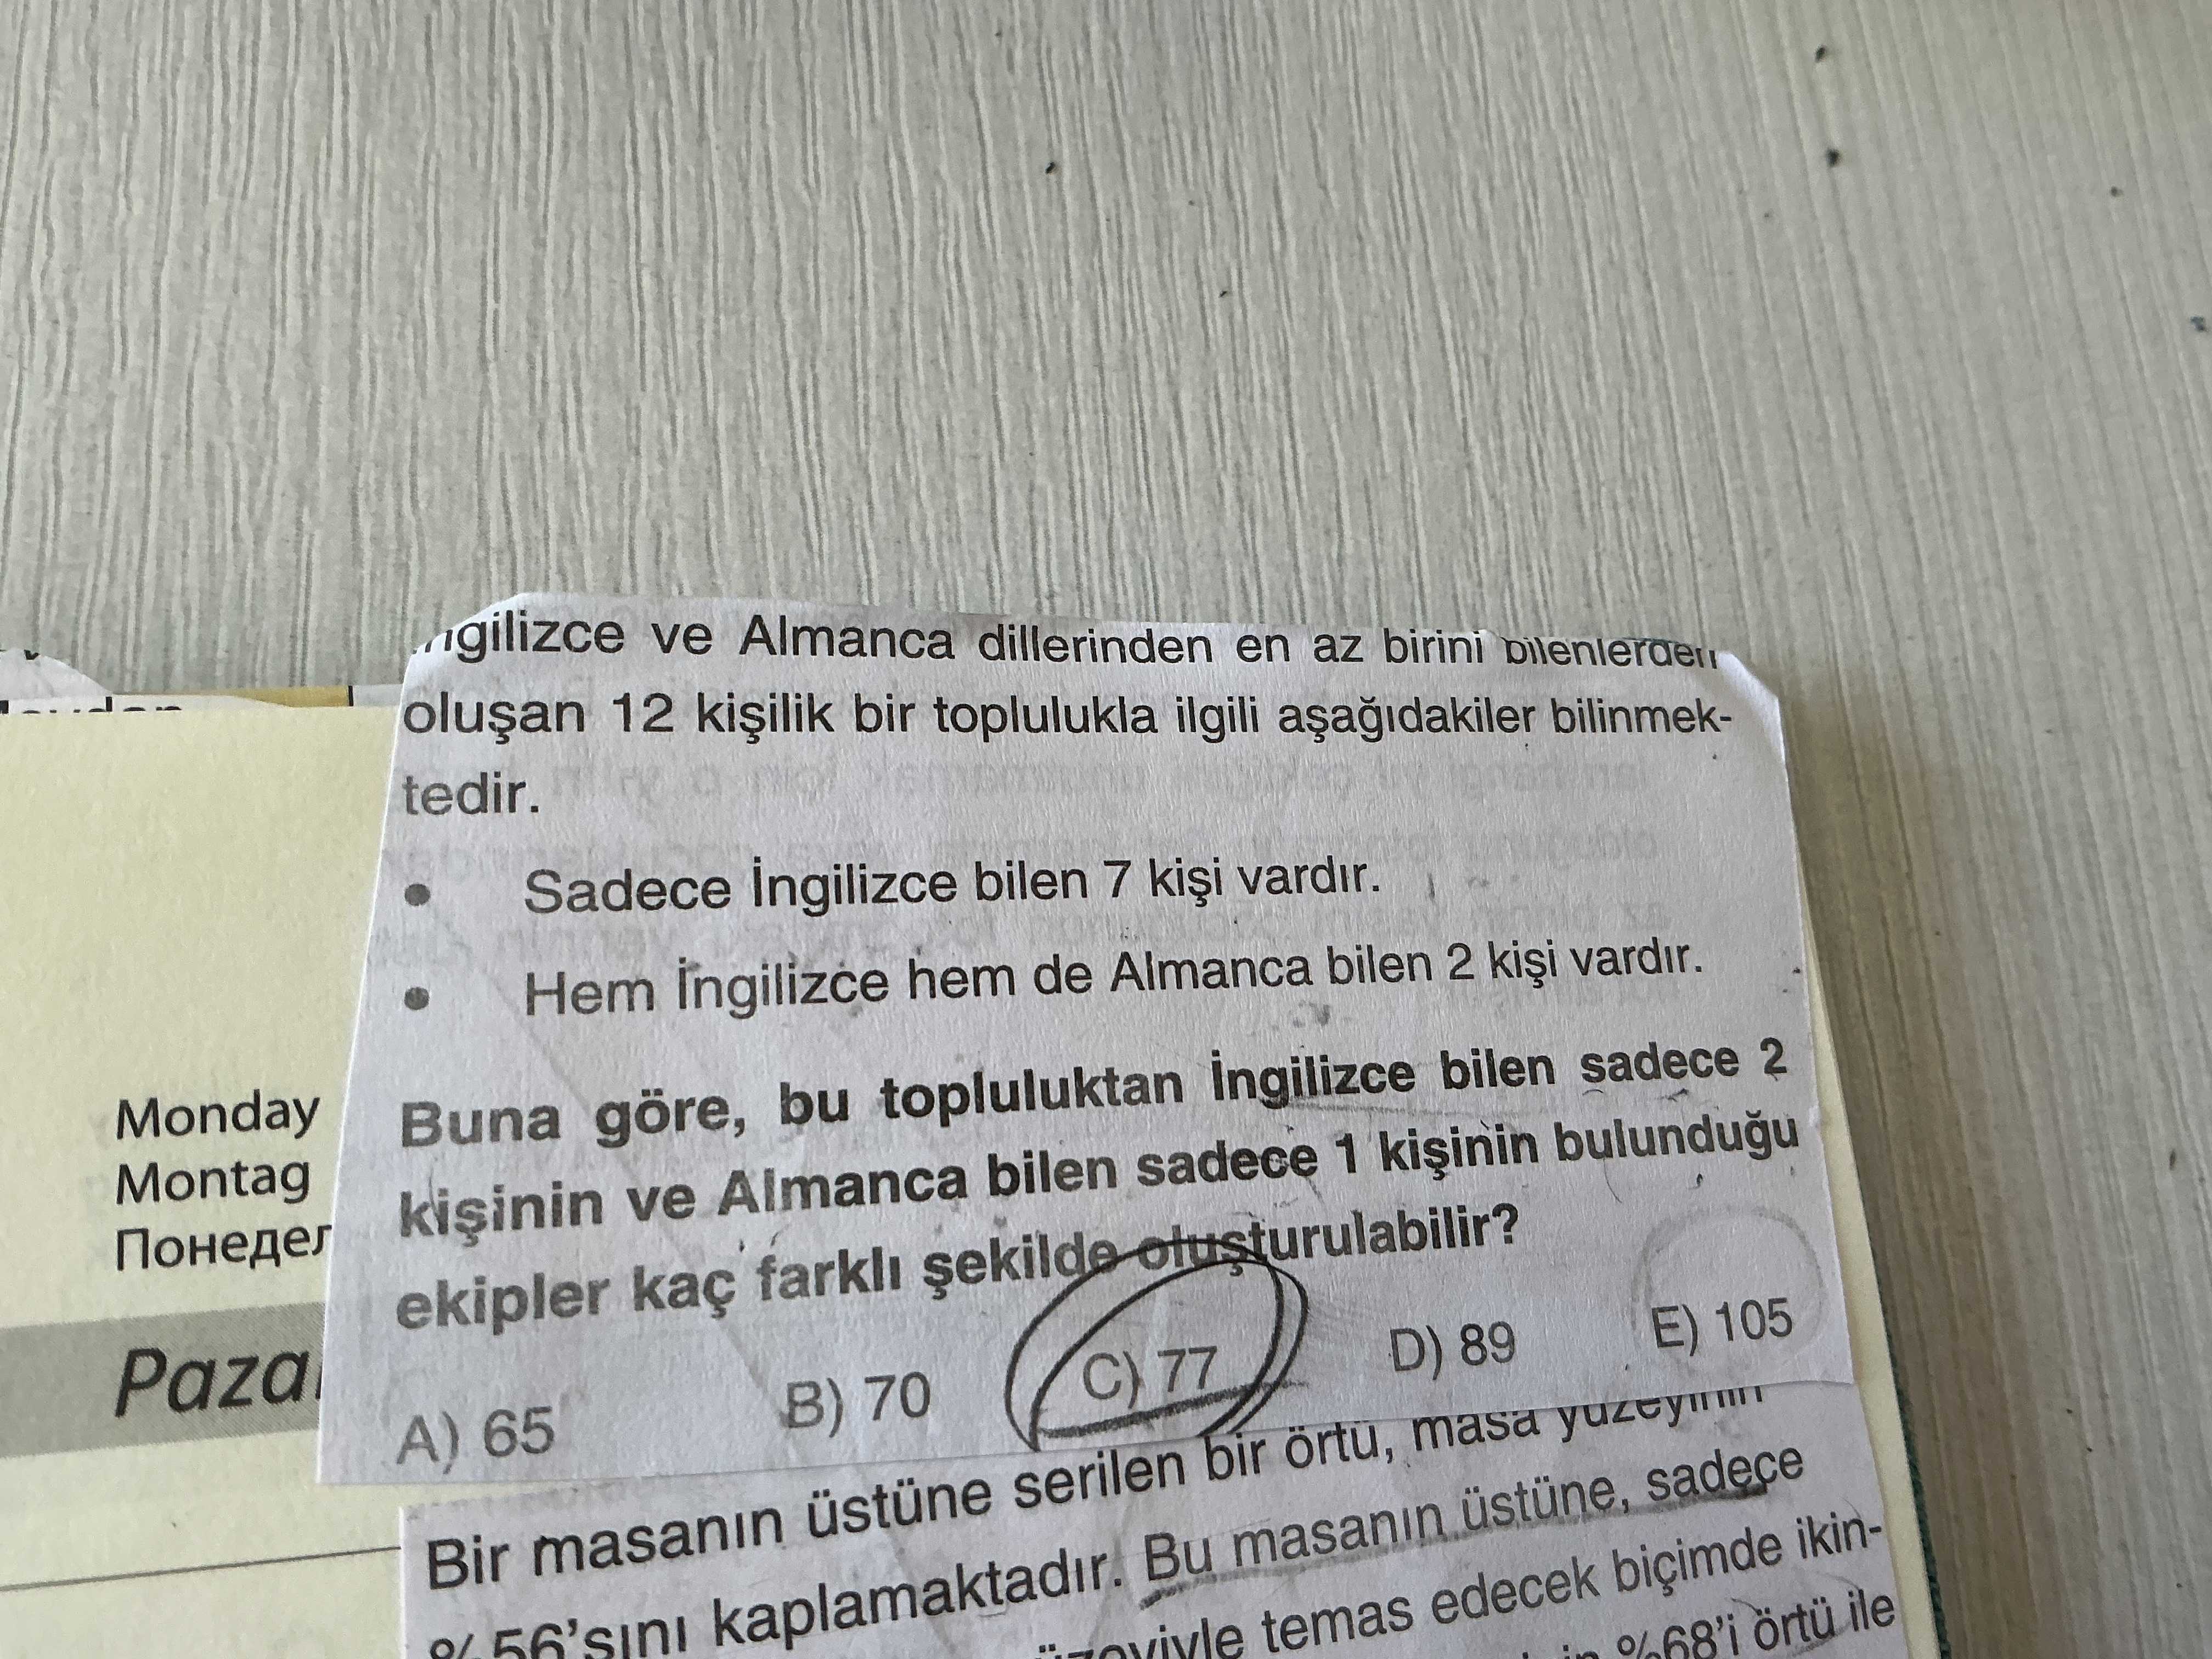 ngilizce ve Almanca dillerinden en az birini bilenlerden
oluşan 12 kişilik bir toplulukla ilgili aşağıdakiler bilinmek-
tedir.
• Sadece İngilizce bilen 7 kişi vardır.
• Hem İngilizce hem de Almanca bilen 2 kişi vardır.
Buna göre, bu topluluktan İngilizce bilen sadece 2
kişinin ve Almanca bilen sadece 1 kişinin bulunduğu
ekipler kaç farklı şekilde oluşturulabilir?
A) 65 B) 70 C) 77 D) 89 E) 105
Bir masanın üstüne serilen bir örtü, masa yüzeyinin
%56'sını kaplamaktadır. Bu masanın üstüne, sadece
temas edecek biçimde ikin-
%68'i örtü ile
Monday
Montag
Понедел
Paza